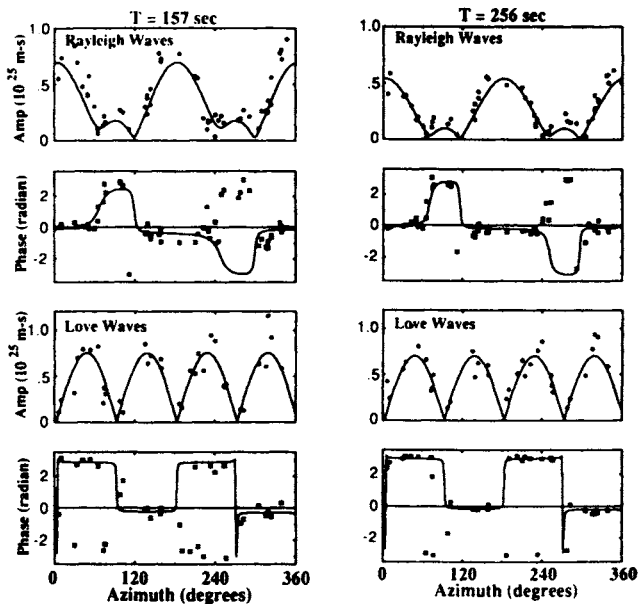 T = 157 sec
T = 256 sec
Rayleigh Waves
Rayleigh Waves
Amp (10 25 m-s)
1.0
.5
0
1.0
.5
0
Phase (radian)
2
0
-2
2
0
-2
Love Waves
Love Waves
Amp (10 25 m-s)
1.0
.5
0
1.0
.5
0
Phase (radian)
2
0
-2
2
0
-2
0 120 240 360
0 120 240 360
Azimuth (degrees)
Azimuth (degrees)